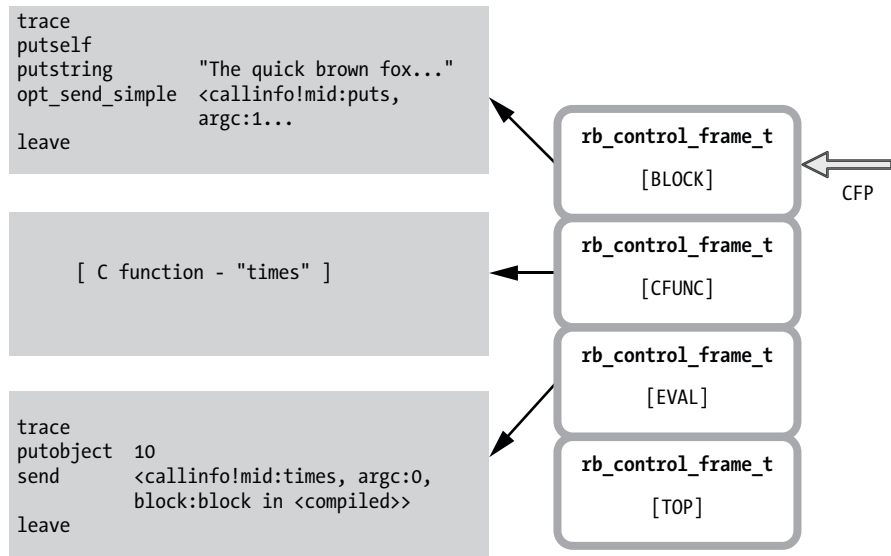 trace
putself
putstring "The quick brown fox..."
opt_send_simple <callinfo!mid:puts,
argc:1...
leave
rb_control_frame_t
[BLOCK]
CFP
[ C function - "times" ]
rb_control_frame_t
[CFUNC]
rb_control_frame_t
[EVAL]
trace
putobject 10
send <callinfo!mid:times, argc:0,
block:block in <compiled>>
leave
rb_control_frame_t
[TOP]